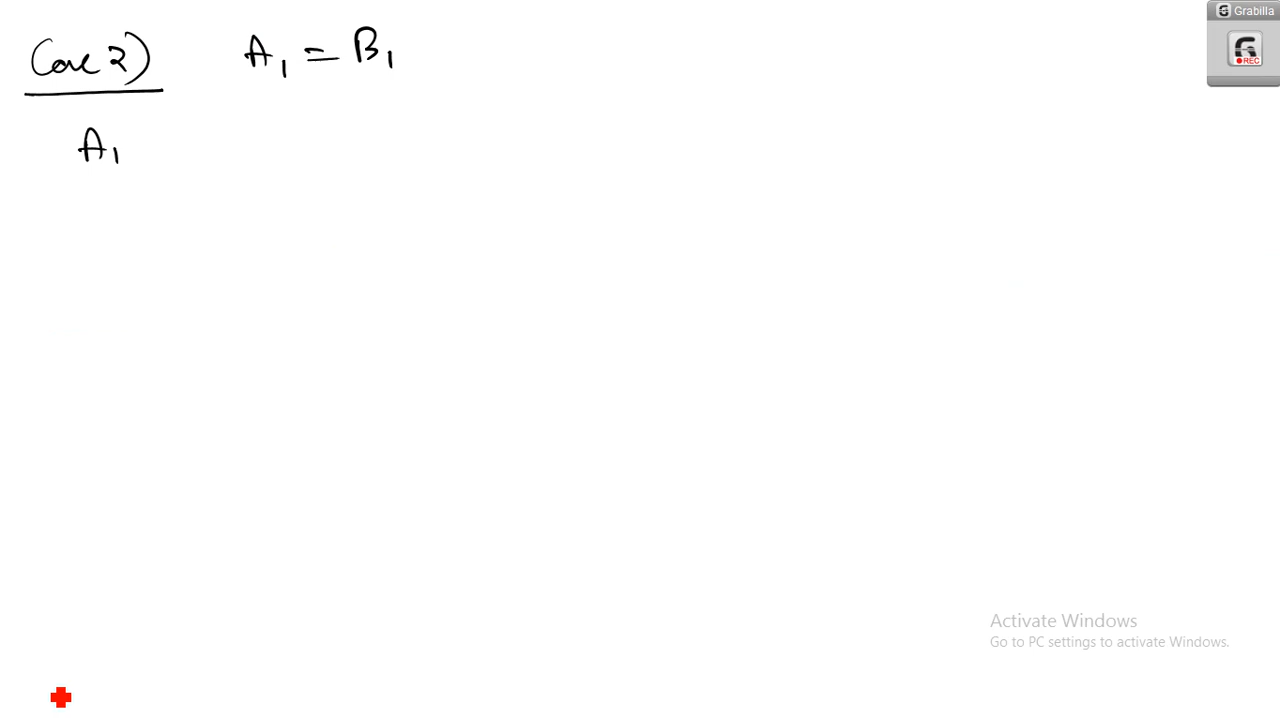 Case 2) A₁ = B₁
A₁
Grabilla
REC
Activate Windows
Go to PC settings to activate Windows.